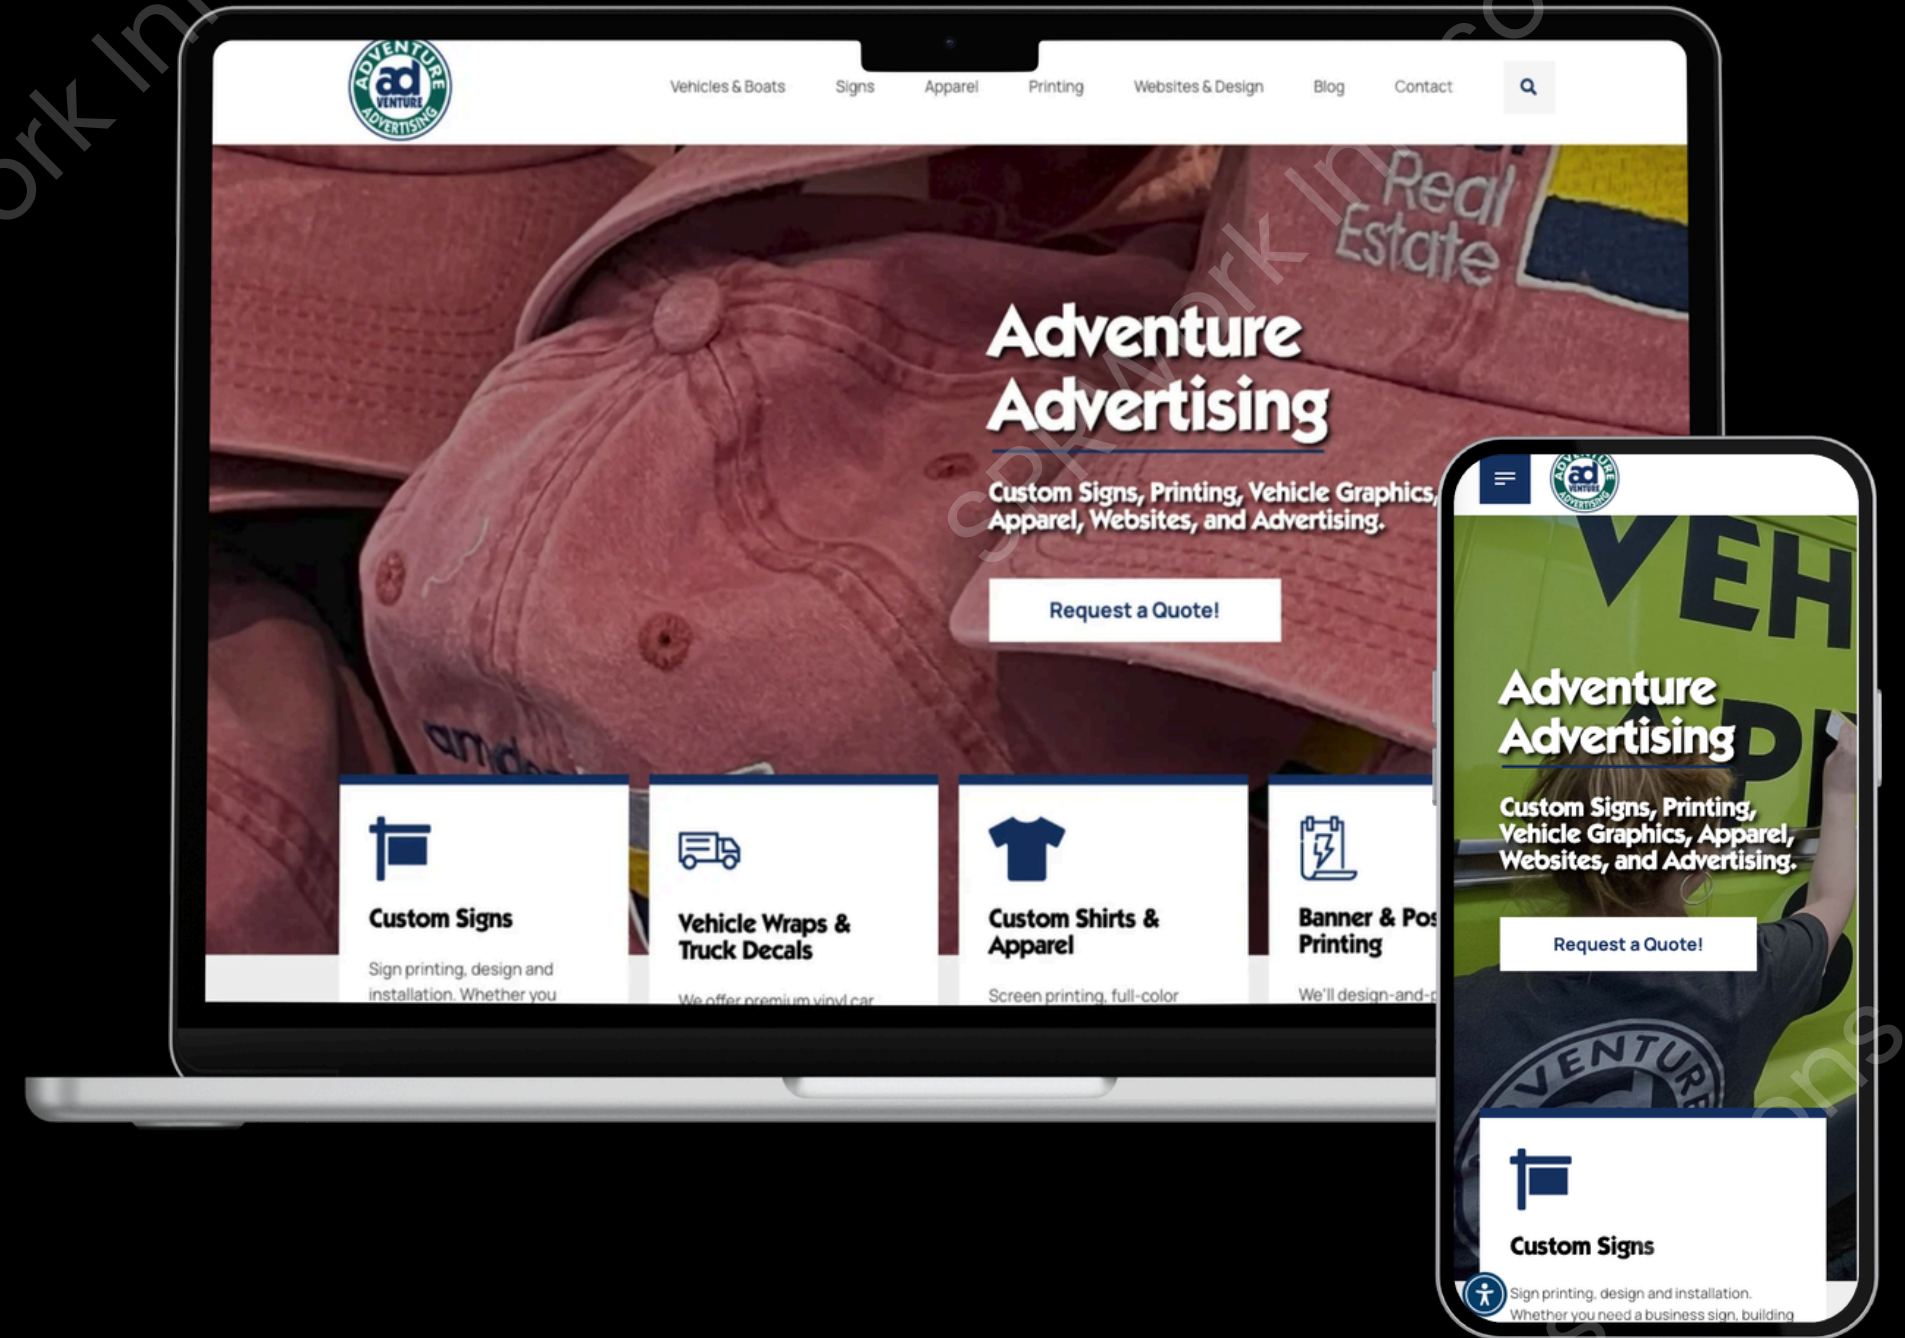 ADVENTURE
ad
VENTURE
ADVERTISING
Vehicles & Boats
Signs
Apparel
Printing
Websites & Design
Blog
Contact
Real
Estate
Adventure
Advertising
Custom Signs, Printing, Vehicle Graphics,
Apparel, Websites, and Advertising.
Request a Quote!
Custom Signs
Sign printing, design and
installation. Whether you
Vehicle Wraps &
Truck Decals
We offer premium vinyl car
Custom Shirts &
Apparel
Screen printing, full-color
Banner & Pos
Printing
We'll design-and-p
ADVENTURE
ad
VENTURE
ADVERTISING
VEH
Adventure
Advertising
Custom Signs, Printing,
Vehicle Graphics, Apparel,
Websites, and Advertising.
Request a Quote!
VENTURE
Custom Signs
Sign printing, design and installation.
Whether you need a business sign, building